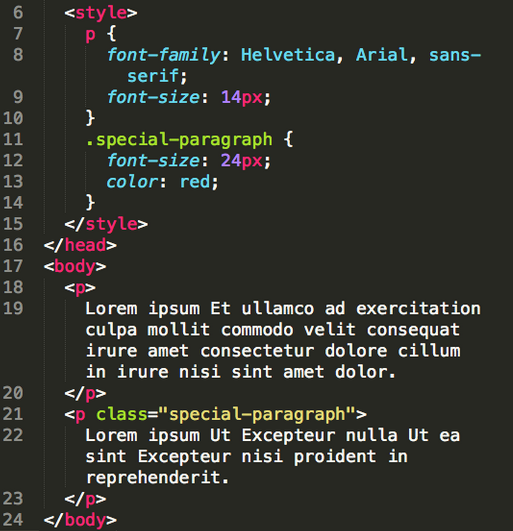 6 <style>
7 p {
8 font-family: Helvetica, Arial, sans-
serif;
9 font-size: 14px;
10 }
11 .special-paragraph {
12 font-size: 24px;
13 color: red;
14 }
15 </style>
16 </head>
17 <body>
18 <p>
19 Lorem ipsum Et ullamco ad exercitation
culpa mollit commodo velit consequat
irure amet consectetur dolore cillum
in irure nisi sint amet dolor.
20 </p>
21 <p class="special-paragraph">
22 Lorem ipsum Ut Excepteur nulla Ut ea
sint Excepteur nisi proident in
reprehenderit.
23 </p>
24 </body>